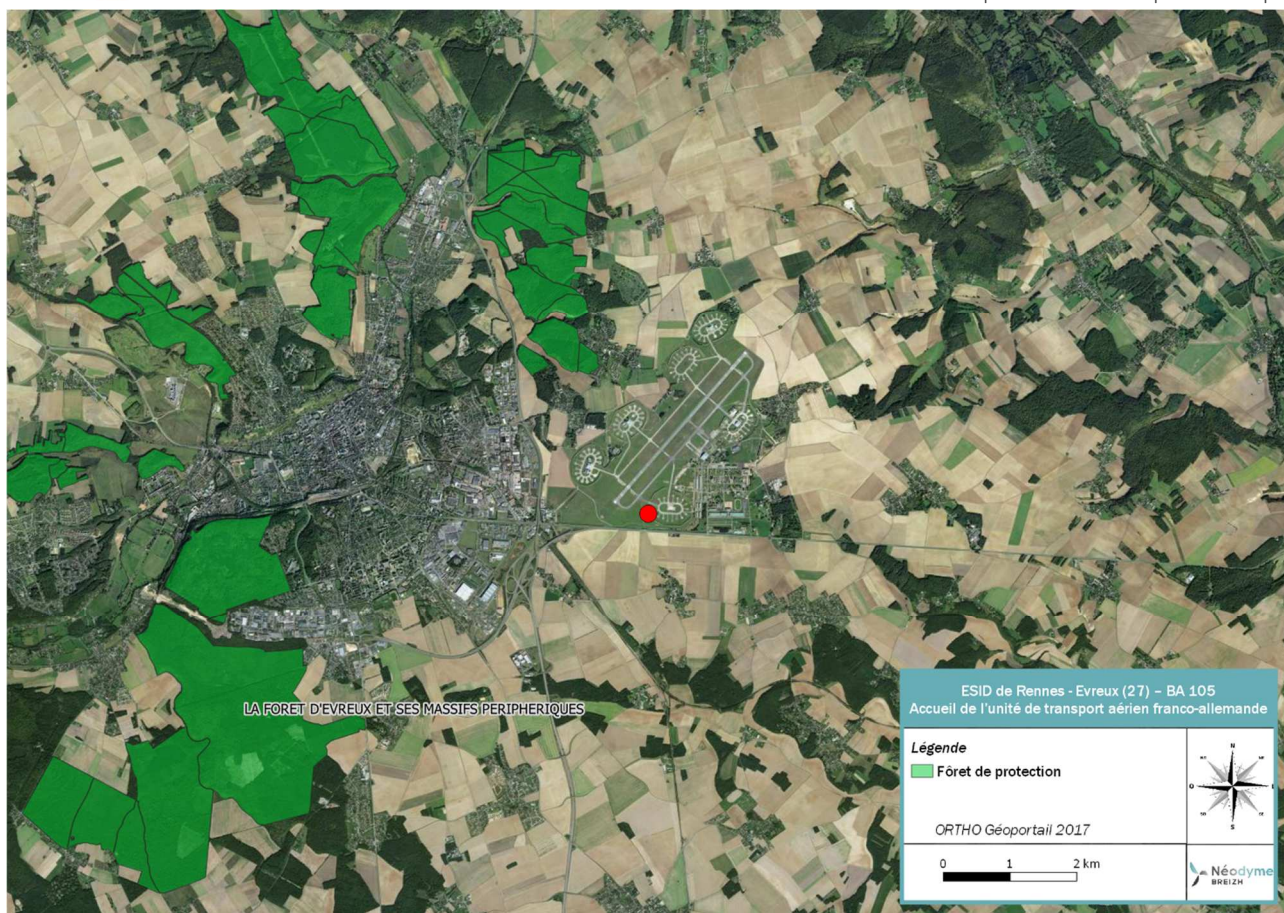 LA FORET D'EVREUX ET SES MASSIFS PERIPHERIQUES
ESID de Rennes - Evreux (27) – BA 105
Accueil de l'unité de transport aérien franco-allemande
Légende
Fôret de protection
ORTHO Géoportail 2017
0 1 2 km
N
O
S
Néodyme
BREIZH